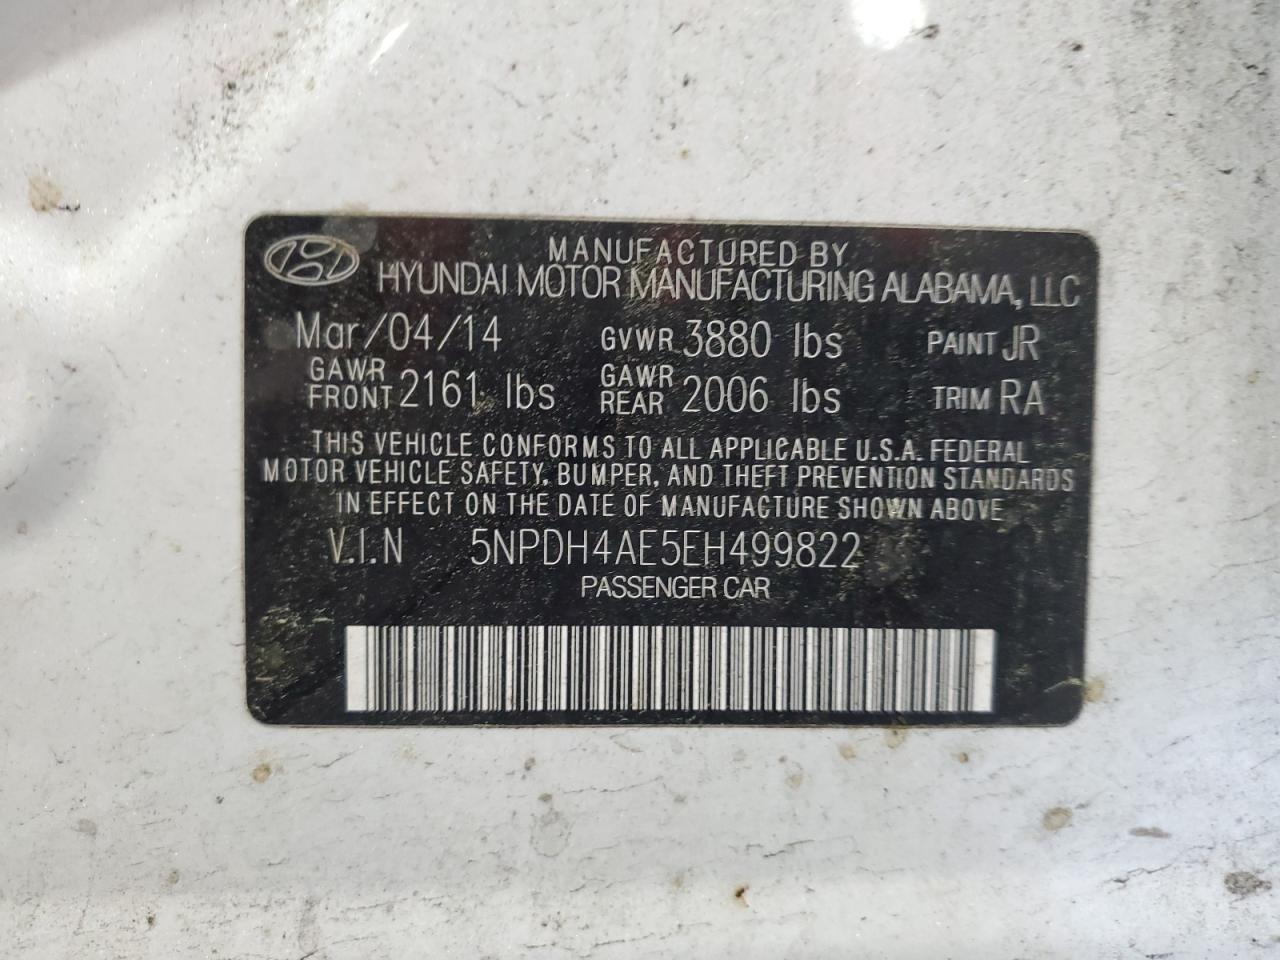 MANUFACTURED BY
HYUNDAI MOTOR MANUFACTURING ALABAMA, LLC
Mar/04/14 GVWR 3880 lbs PAINT JR
GAWR FRONT 2161 lbs GAWR REAR 2006 lbs TRIM RA
THIS VEHICLE CONFORMS TO ALL APPLICABLE U.S.A. FEDERAL
MOTOR VEHICLE SAFETY, BUMPER, AND THEFT PREVENTION STANDARDS
IN EFFECT ON THE DATE OF MANUFACTURE SHOWN ABOVE
V.I.N 5NPDH4AE5EH499822
PASSENGER CAR